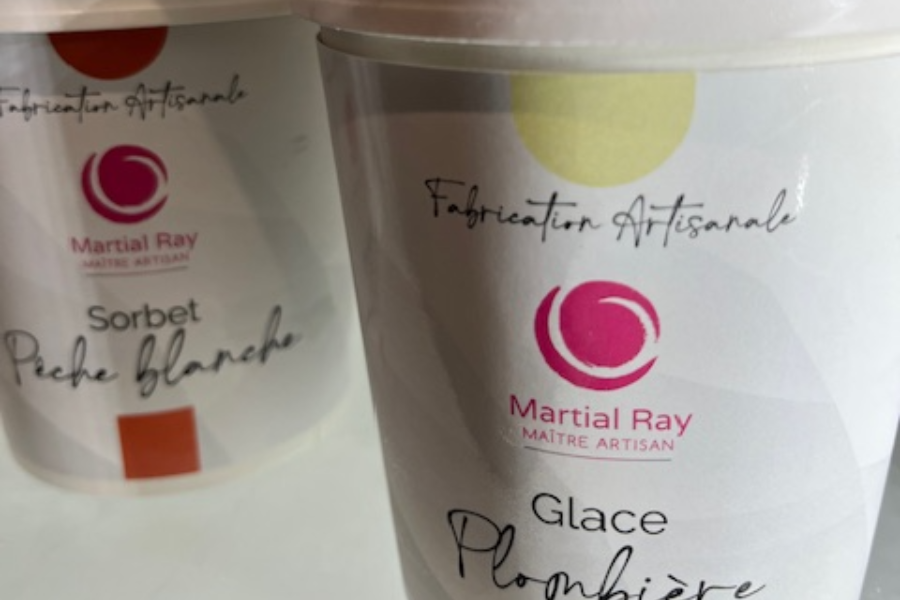 Fabrication Artisanale
Martial Ray
MAÎTRE ARTISAN
Sorbet
Pêche blanche
Fabrication Artisanale
Martial Ray
MAÎTRE ARTISAN
Glace
Plombière